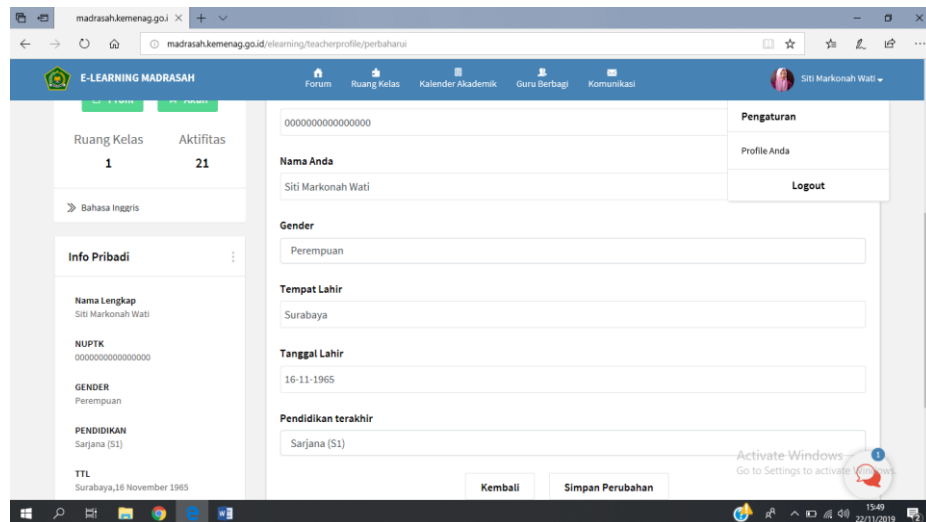 madrasah.kemenag.go.i
madrasah.kemenag.go.id/elearning/teacherprofile/perbaharui
E-LEARNING MADRASAH
Forum
Ruang Kelas
Kalender Akademik
Guru Berbagi
Komunikasi
Siti Markonah Wati
Profil
Akun
Ruang Kelas
1
Aktifitas
21
Bahasa Inggris
Info Pribadi
Nama Lengkap
Siti Markonah Wati
NUPTK
0000000000000000
GENDER
Perempuan
PENDIDIKAN
Sarjana (S1)
TTL
Surabaya,16 November 1965
0000000000000000
Nama Anda
Siti Markonah Wati
Gender
Perempuan
Tempat Lahir
Surabaya
Tanggal Lahir
16-11-1965
Pendidikan terakhir
Sarjana (S1)
Kembali
Simpan Perubahan
Pengaturan
Profile Anda
Logout
Activate Windows
Go to Settings to activate Windows.
1
15:49
22/11/2019
2